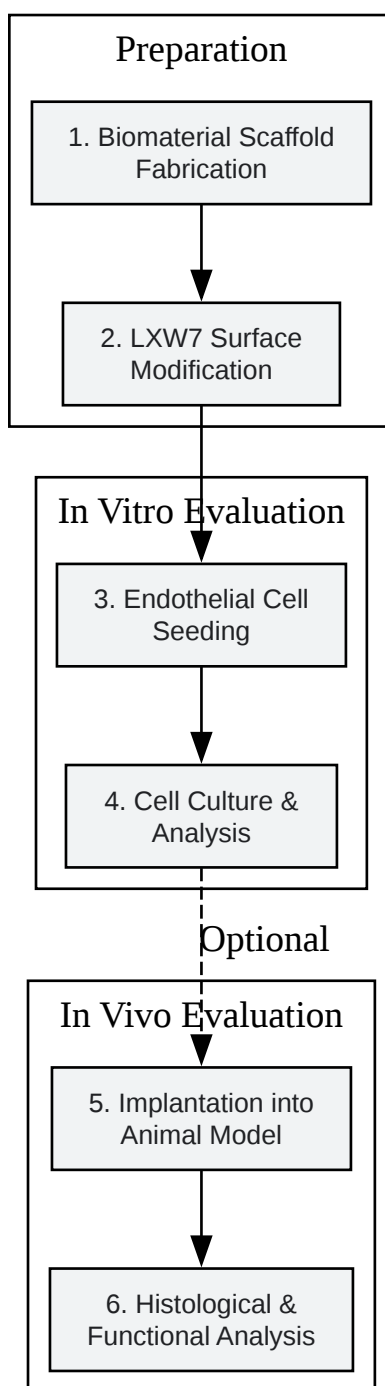 Preparation
1. Biomaterial Scaffold
Fabrication
2. LXW7 Surface
Modification
In Vitro Evaluation
3. Endothelial Cell
Seeding
4. Cell Culture &
Analysis
Optional
In Vivo Evaluation
5. Implantation into
Animal Model
6. Histological &
Functional Analysis